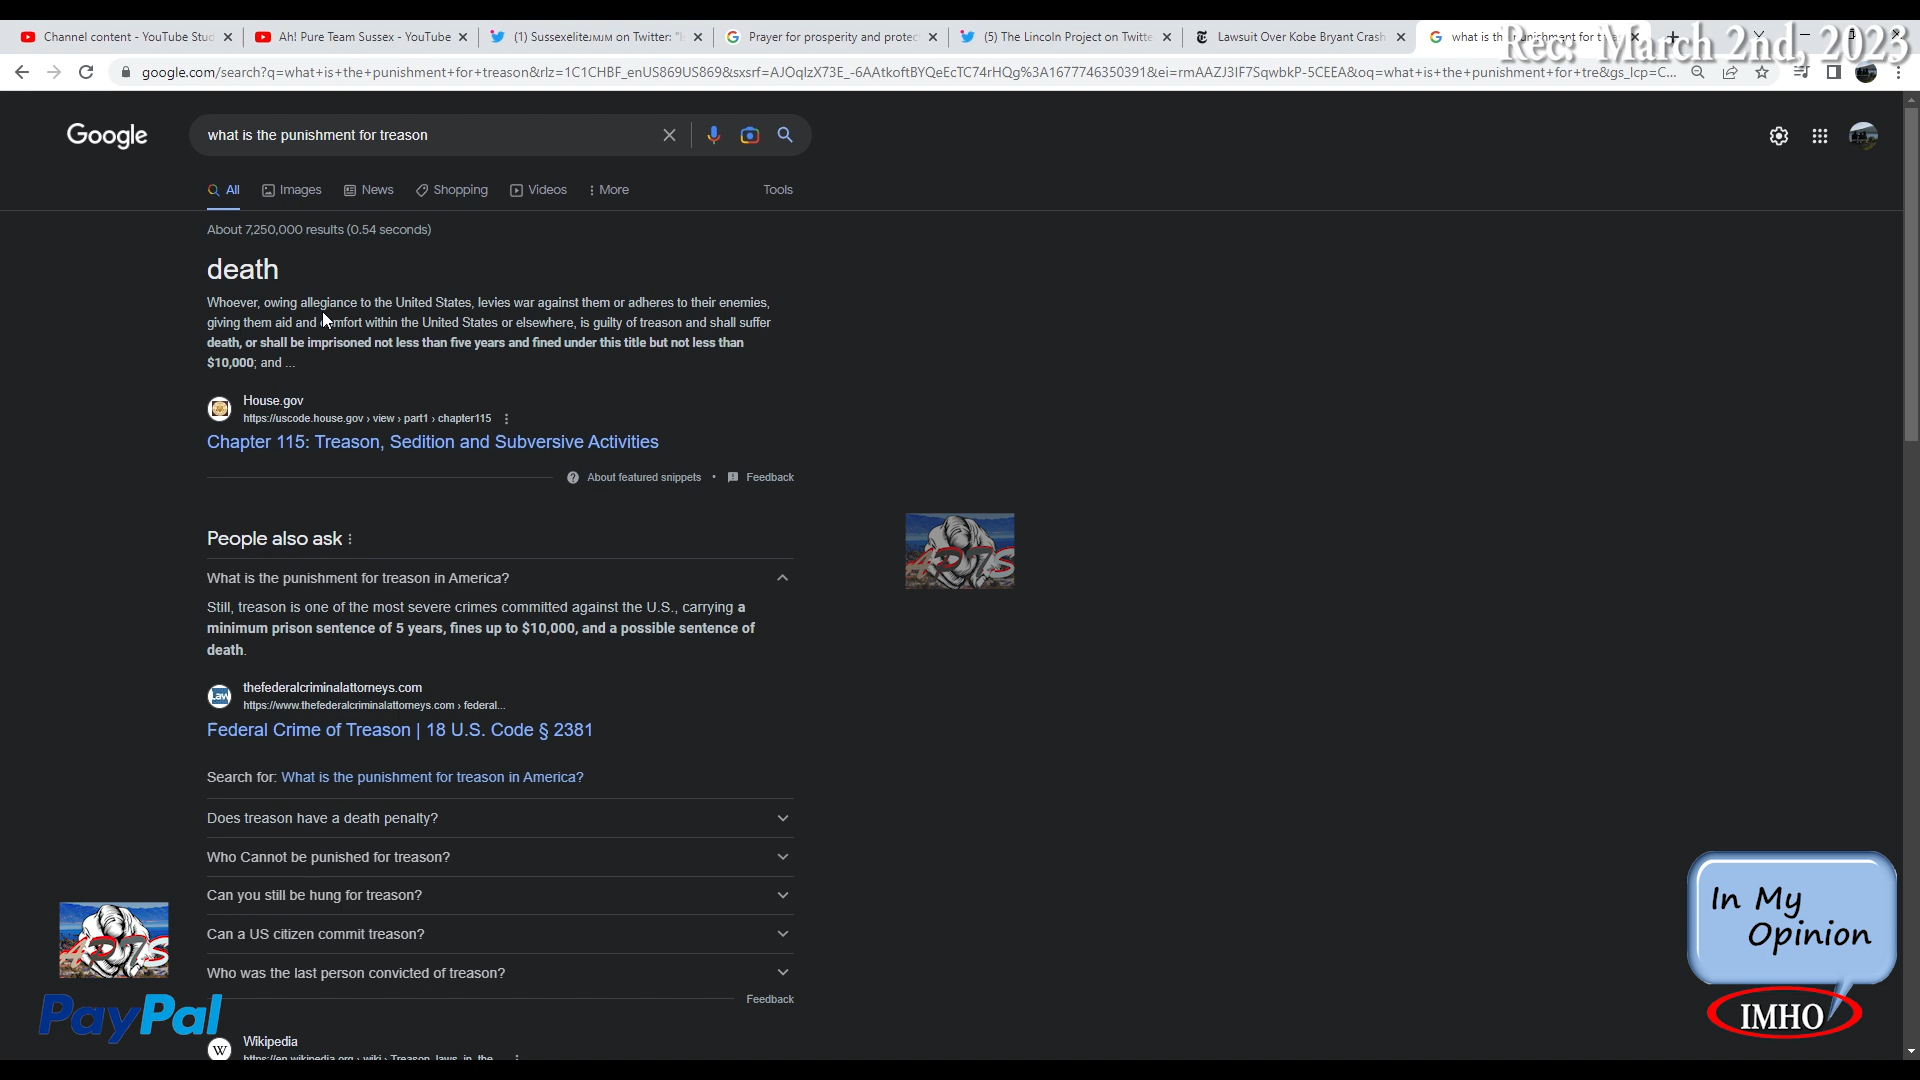 Channel content - YouTube Stu
Ah! Pure Team Sussex - YouTube
(1) SussexeliteJMJM on Twitter: "I
Prayer for prosperity and protec
(5) The Lincoln Project on Twitte
Lawsuit Over Kobe Bryant Crash
what is th
Rec: March 2nd, 2023
google.com/search?q=what+is+the+punishment+for+treason&rlz=1C1CHBF_enUS869US869&sxsrf=AJOqlzX73E_-6AAtkoftBYQeEcTC74rHQg%3A1677746350391&ei=rmAAZJ3IF7SqwbkP-5CEEA&oq=what+is+the+punishment+for+tre&gs_lcp=C...
Google
what is the punishment for treason
All
Images
News
Shopping
Videos
More
Tools
About 7,250,000 results (0.54 seconds)
death
Whoever, owing allegiance to the United States, levies war against them or adheres to their enemies,
giving them aid and comfort within the United States or elsewhere, is guilty of treason and shall suffer
death, or shall be imprisoned not less than five years and fined under this title but not less than
$10,000; and ...
House.gov
https://uscode.house.gov › view › part1 › chapter115
Chapter 115: Treason, Sedition and Subversive Activities
About featured snippets • Feedback
People also ask
What is the punishment for treason in America?
Still, treason is one of the most severe crimes committed against the U.S., carrying a
minimum prison sentence of 5 years, fines up to $10,000, and a possible sentence of
death.
Law
thefederalcriminalattorneys.com
https://www.thefederalcriminalattorneys.com › federal...
Federal Crime of Treason | 18 U.S. Code § 2381
Search for: What is the punishment for treason in America?
Does treason have a death penalty?
Who Cannot be punished for treason?
Can you still be hung for treason?
Can a US citizen commit treason?
Who was the last person convicted of treason?
Feedback
W
Wikipedia
https://en.wikipedia.org › wiki › Treason_laws_in_the...
PayPal
In My
Opinion
IMHO